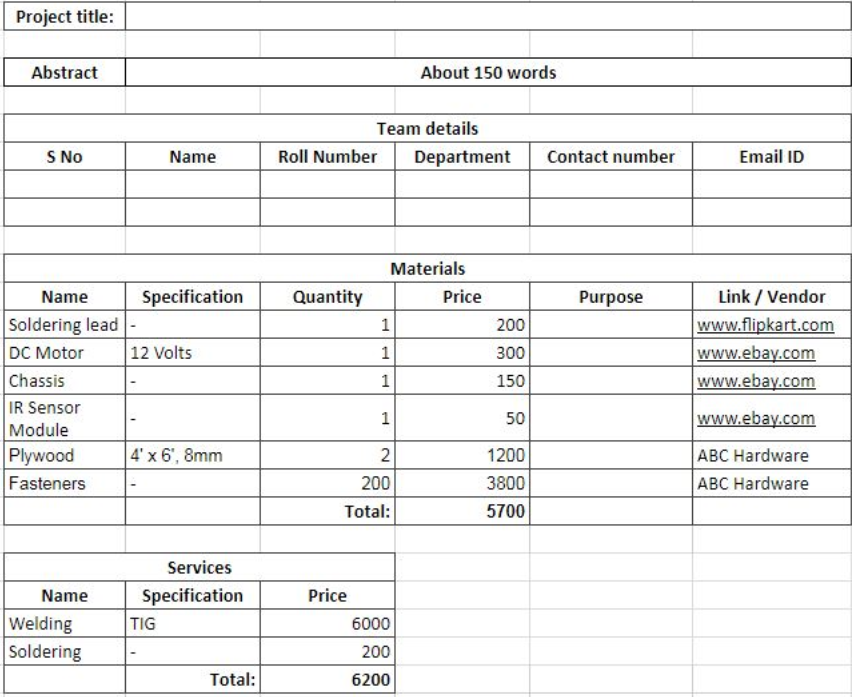 Project title:
Abstract About 150 words
Team details
S No Name Roll Number Department Contact number Email ID
Materials
Name Specification Quantity Price Purpose Link / Vendor
Soldering lead - 1 200 www.flipkart.com
DC Motor 12 Volts 1 300 www.ebay.com
Chassis - 1 150 www.ebay.com
IR Sensor
Module - 1 50 www.ebay.com
Plywood 4' x 6', 8mm 2 1200 ABC Hardware
Fasteners - 200 3800 ABC Hardware
Total: 5700
Services
Name Specification Price
Welding TIG 6000
Soldering - 200
Total: 6200